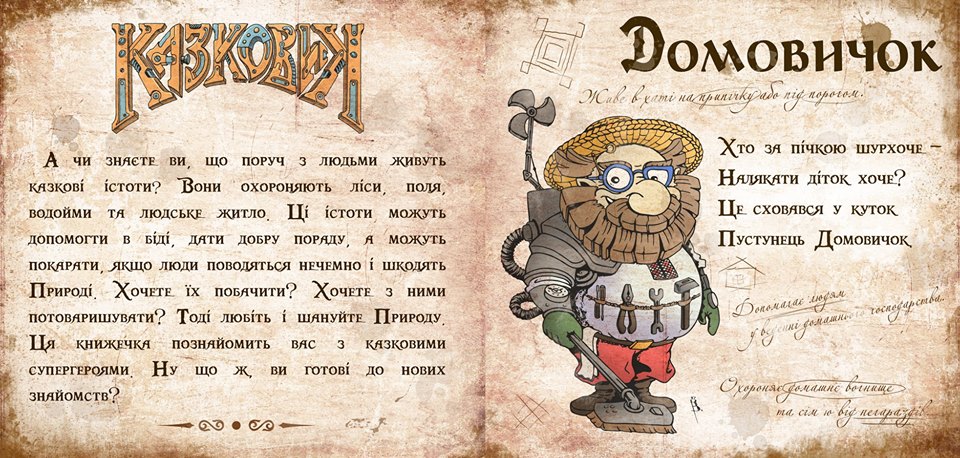 Казковик
А чи знаєте ви, що поруч з людьми живуть
казкові істоти? Вони охороняють ліси, поля,
водойми та людське житло. Ці істоти можуть
допомогти в біді, дати добру пораду, а можуть
покарати, якщо люди поводяться нечемно і шкодять
Природі. Хочете їх побачити? Хочете з ними
потоваришувати? Тоді любіть і шануйте Природу.
Ця книжечка познайомить вас з казковими
супергероями. Ну що ж, ви готові до нових
знайомств?
Домовичок
Живе в хаті на припічку або під порогом.
Хто за пічкою шурхоче –
Налякати діток хоче?
Це сховався у куток
Пустунець Домовичок
Допомагає людям
у веденні домашнього господарства.
Охороняє домашнє вогнище
та сім'ю від негараздів.